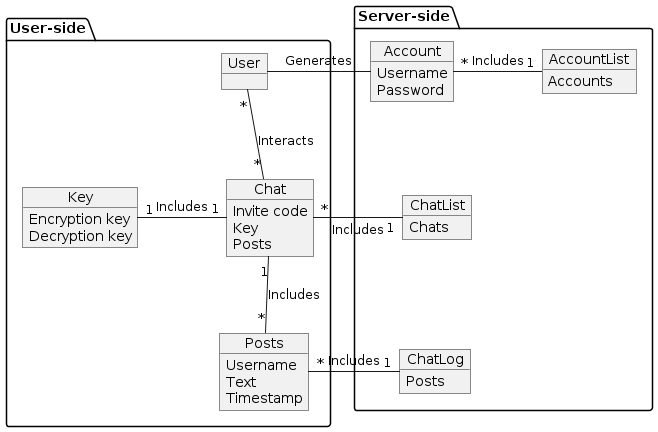 User-side
Server-side
User
Generates
Account
Username
Password
* Includes 1
AccountList
Accounts
*
Interacts
*
Key
Encryption key
Decryption key
1 Includes 1
Chat
Invite code
Key
Posts
*
Includes 1
ChatList
Chats
1
Includes
*
Posts
Username
Text
Timestamp
* Includes 1
ChatLog
Posts